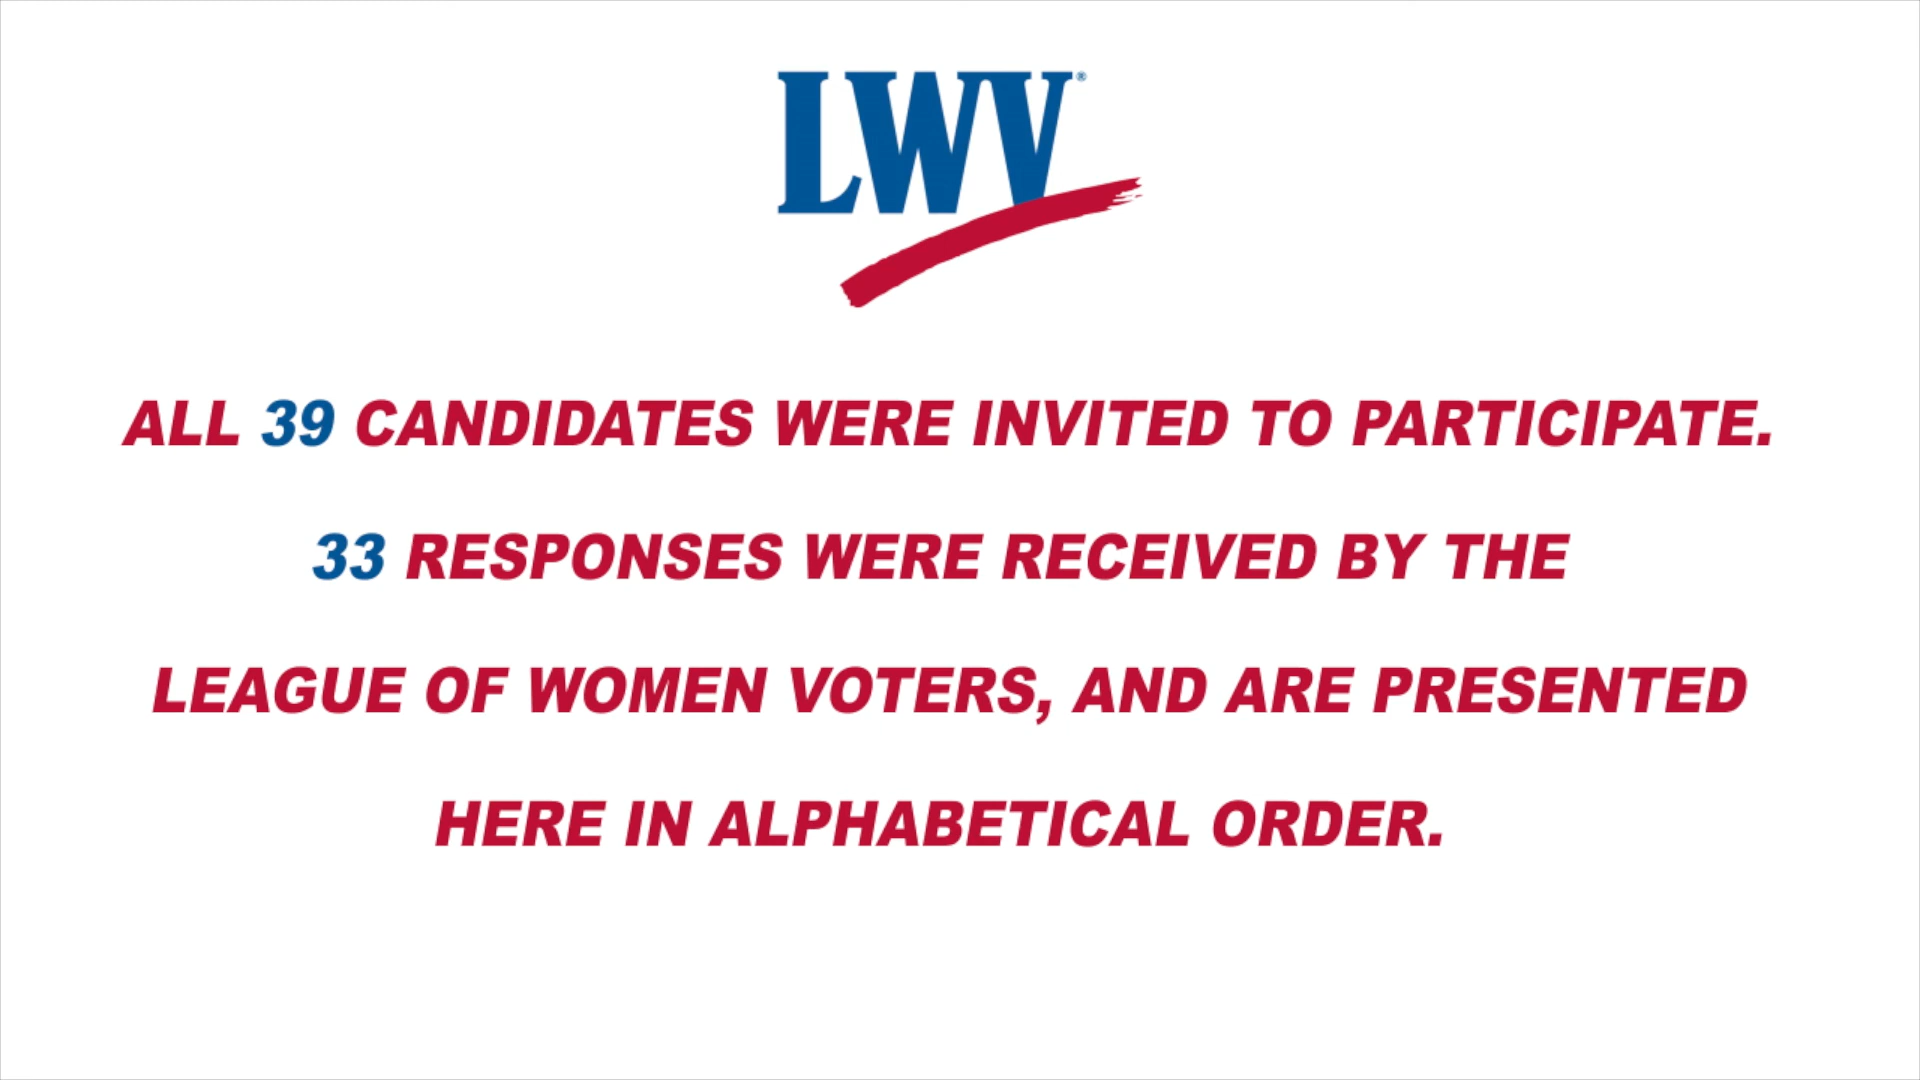 LWV®
ALL 39 CANDIDATES WERE INVITED TO PARTICIPATE.
33 RESPONSES WERE RECEIVED BY THE
LEAGUE OF WOMEN VOTERS, AND ARE PRESENTED
HERE IN ALPHABETICAL ORDER.